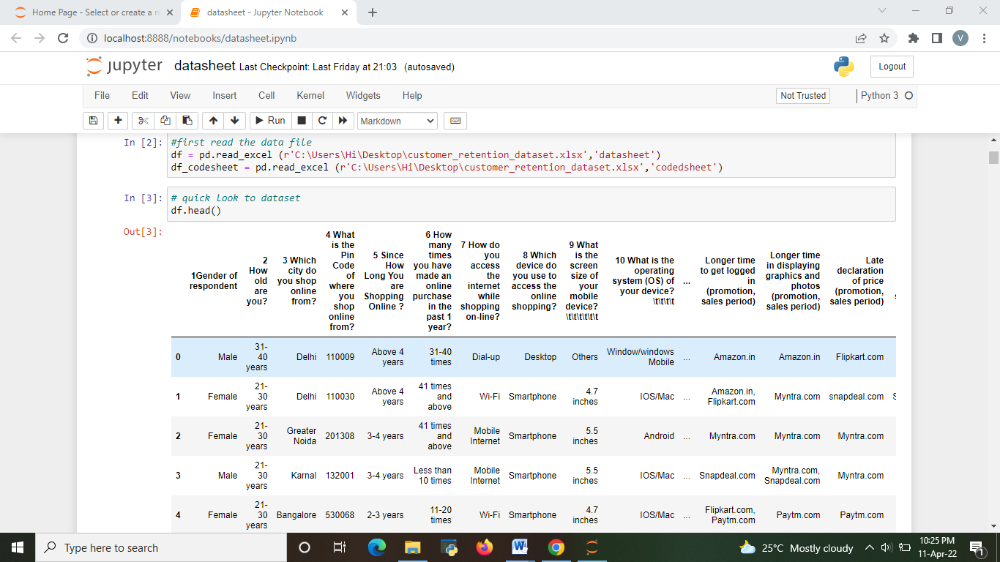 Home Page - Select or create a n
datasheet - Jupyter Notebook
localhost:8888/notebooks/datasheet.ipynb
V
jupyter datasheet Last Checkpoint: Last Friday at 21:03 (autosaved)
Logout
File Edit View Insert Cell Kernel Widgets Help
Not Trusted
Python 3
Run
Markdown
In [2]: #first read the data file
df = pd.read_excel (r'C:\Users\Hi\Desktop\customer_retention_dataset.xlsx','datasheet')
df_codesheet = pd.read_excel (r'C:\Users\Hi\Desktop\customer_retention_dataset.xlsx','codedsheet')
In [3]: # quick look to dataset
df.head()
Out[3]:
1Gender of
respondent
2
How
old
are
you?
3 Which
city do
you shop
online
from?
4 What
is the
Pin
Code
of
where
you
shop
online
from?
5 Since
How
Long You
are
Shopping
Online ?
6 How
many
times
you have
made an
online
purchase
in the
past 1
year?
7 How do
you
access
the
internet
while
shopping
on-line?
8 Which
device do
you use to
access the
online
shopping?
9 What
is the
screen
size of
your
mobile
device?
\t\t\t\t\t\t
10 What is the
operating
system (OS) of
your device?
\t\t\t\t
...
Longer time
to get logged
in
(promotion,
sales period)
Longer time
in displaying
graphics and
photos
(promotion,
sales period)
Late
declaration
of price
(promotion,
sales period)
0
Male
31-
40
years
Delhi
110009
Above 4
years
31-40
times
Dial-up
Desktop
Others
Window/windows
Mobile
...
Amazon.in
Amazon.in
Flipkart.com
1
Female
21-
30
years
Delhi
110030
Above 4
years
41 times
and
above
Wi-Fi
Smartphone
4.7
inches
IOS/Mac
...
Amazon.in,
Flipkart.com
Myntra.com
snapdeal.com
2
Female
21-
30
years
Greater
Noida
201308
3-4 years
41 times
and
above
Mobile
Internet
Smartphone
5.5
inches
Android
...
Myntra.com
Myntra.com
Myntra.com
3
Male
21-
30
years
Karnal
132001
3-4 years
Less than
10 times
Mobile
Internet
Smartphone
5.5
inches
IOS/Mac
...
Snapdeal.com
Myntra.com,
Snapdeal.com
Myntra.com
4
Female
21-
30
years
Bangalore
530068
2-3 years
11-20
times
Wi-Fi
Smartphone
4.7
inches
IOS/Mac
...
Flipkart.com,
Paytm.com
Paytm.com
Paytm.com
Type here to search
25°C Mostly cloudy
10:25 PM
11-Apr-22
1